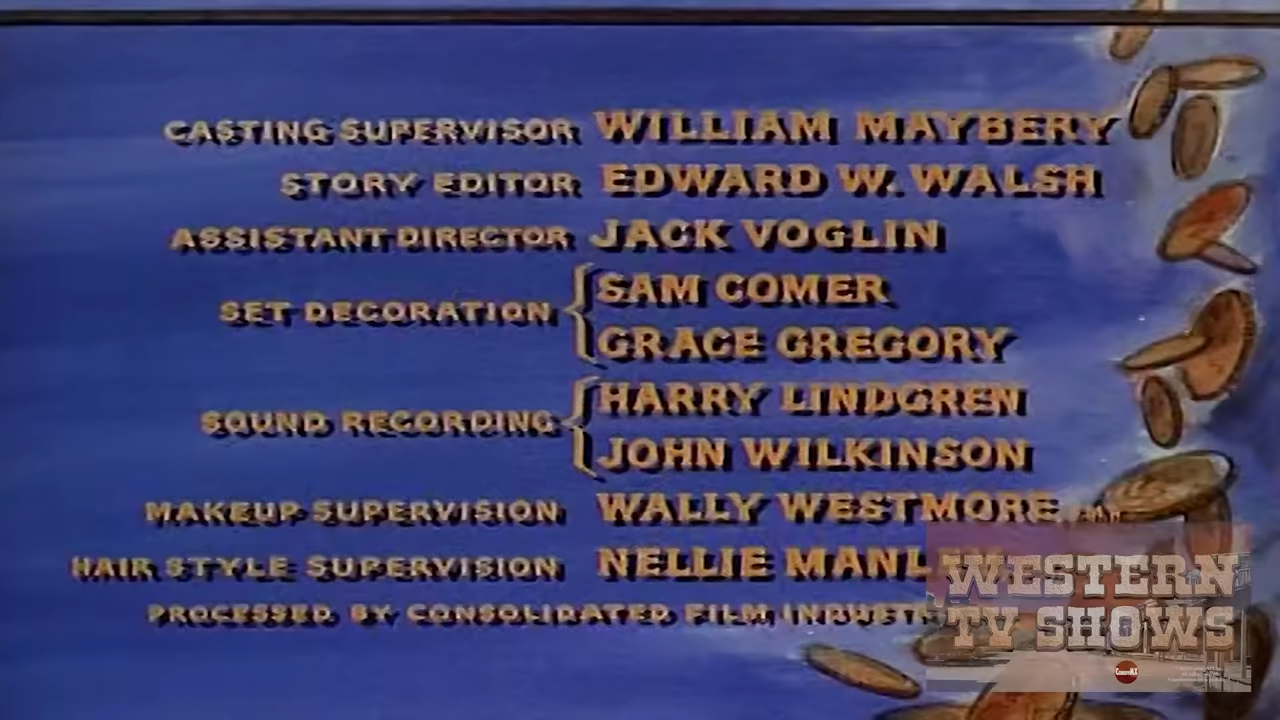 CASTING SUPERVISOR WILLIAM MAYBERY
STORY EDITOR EDWARD W. WALSH
ASSISTANT DIRECTOR JACK VOGLIN
SET DECORATION SAM COMER
GRACE GREGORY
SOUND RECORDING HARRY LINDGREN
JOHN WILKINSON
MAKEUP SUPERVISION WALLY WESTMORE
HAIR STYLE SUPERVISION NELLIE MANL
PROCESSED BY CONSOLIDATED FILM INDUST
WESTERN
TV SHOWS